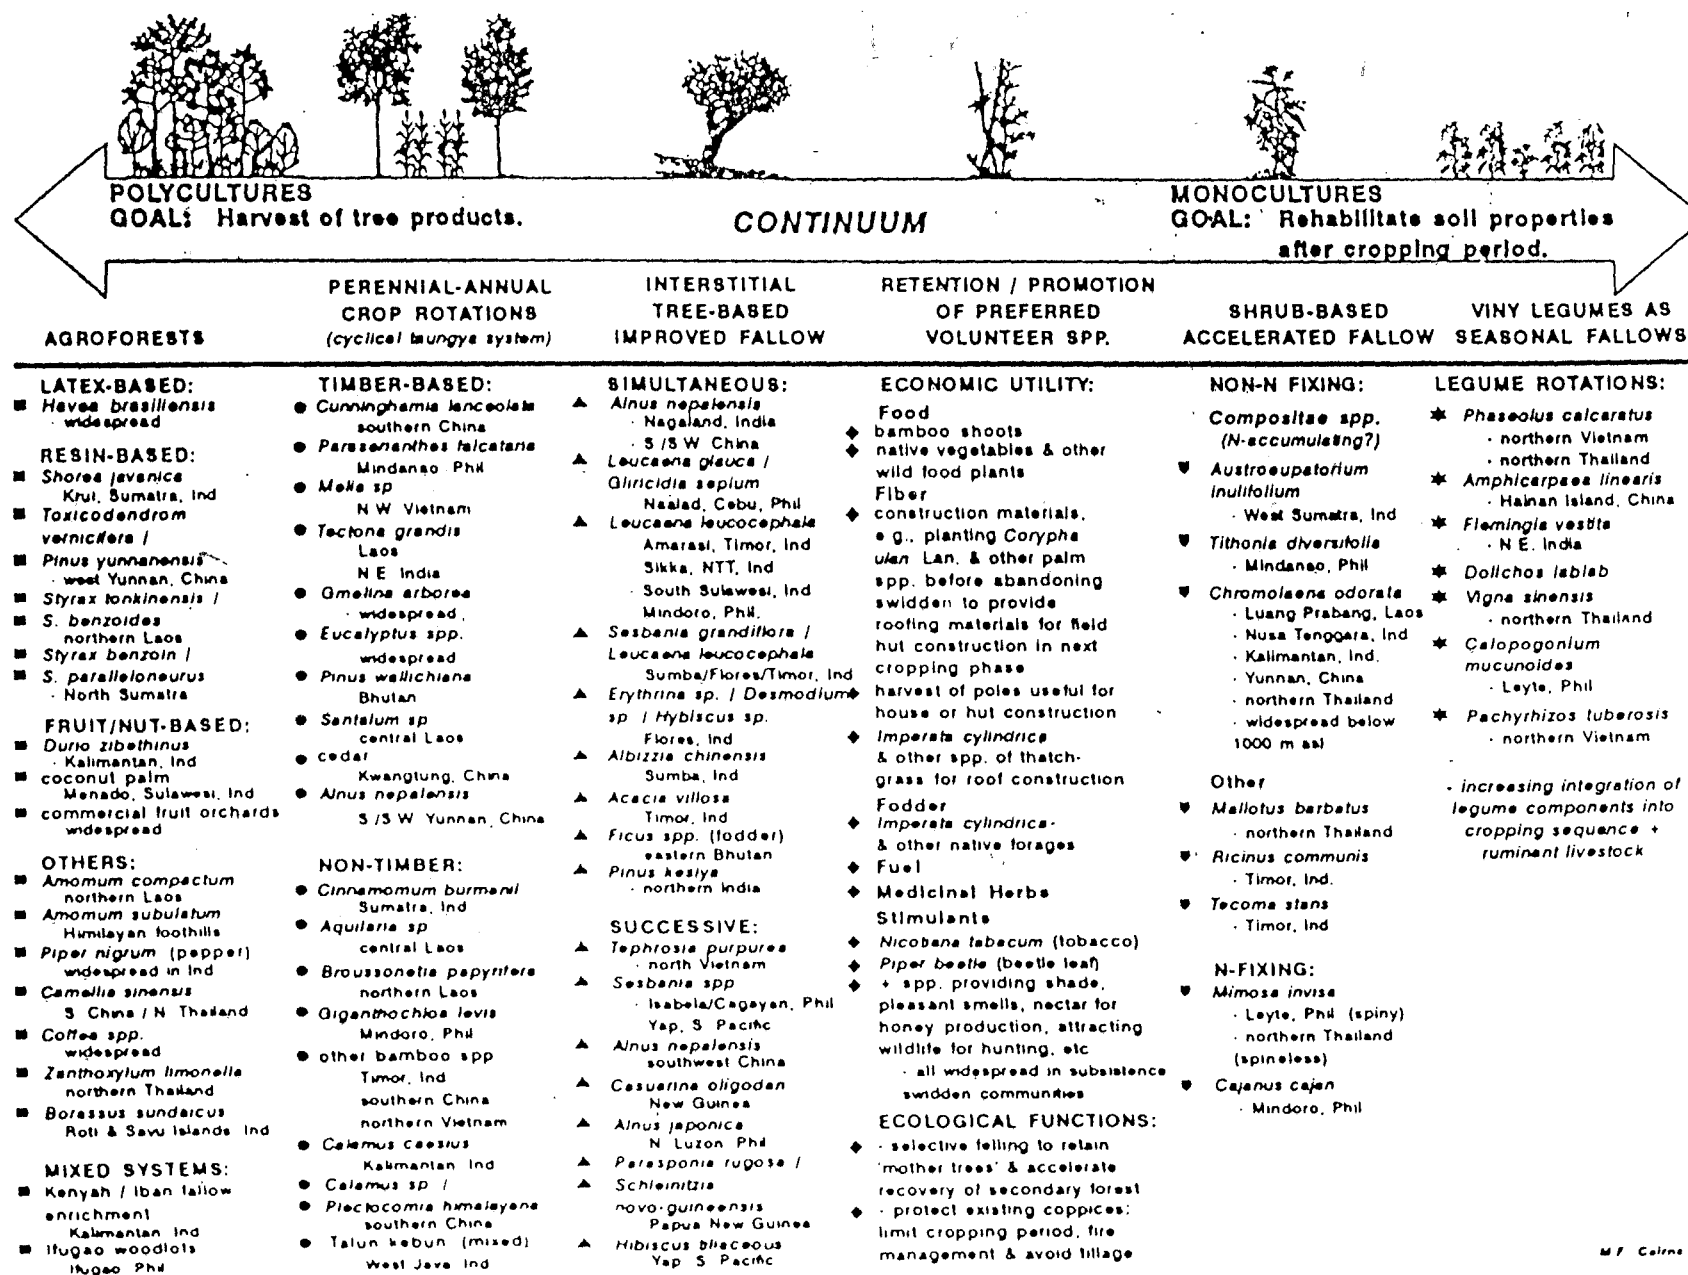 POLYCULTURES
GOAL: Harvest of tree products.
CONTINUUM
MONOCULTURES
GOAL: Rehabilitate soil properties
after cropping period.
AGROFORESTS
LATEX-BASED:
Hevea brasiliensis
· widespread
RESIN-BASED:
Shorea javanica
Krui, Sumatra, Ind
Toxicodendrom
vernicifera /
Pinus yunnanensis
· west Yunnan, China
Styrax tonkinensis /
S. benzoides
northern Laos
Styrax benzoin /
S. paralleloneurus
· North Sumatra
FRUIT/NUT-BASED:
Durio zibethinus
· Kalimantan, Ind
coconut palm
Menado, Sulawesi, Ind
commercial fruit orchards
widespread
OTHERS:
Amomum compactum
northern Laos
Amomum subulatum
Himilayan foothills
Piper nigrum (pepper)
widespread in Ind
Camellia sinensis
S China / N Thailand
Coffea spp.
widespread
Zanthoxylum limonella
northern Thailand
Borassus sundaicus
Roti & Savu Islands Ind
MIXED SYSTEMS:
Kenyah / Iban fallow
enrichment
Kalimantan Ind
Ifugao woodlots
Ifugao Phil
PERENNIAL-ANNUAL
CROP ROTATIONS
(cyclical taungya system)
TIMBER-BASED:
Cunninghamia lanceolata
southern China
Paraserianthes falcataria
Mindanao Phil
Melia sp
N W Vietnam
Tectona grandis
Laos
N E India
Gmelina arborea
· widespread
Eucalyptus spp.
widespread
Pinus wallichiana
Bhutan
Santalum sp
central Laos
cedar
Kwangtung, China
Alnus nepalensis
S /S W Yunnan, China
NON-TIMBER:
Cinnamomum burmanii
Sumatra, Ind
Aquilaria sp
central Laos
Broussonetia papyrifera
northern Laos
Giganthochloa levis
Mindoro, Phil
other bamboo spp
Timor, Ind
southern China
northern Vietnam
Calamus caesius
Kalimantan Ind
Calamus sp /
Plectocomia himalayana
southern China
Talun kebun (mixed)
West Java Ind
INTERSTITIAL
TREE-BASED
IMPROVED FALLOW
SIMULTANEOUS:
Alnus nepalensis
· Nagaland, India
· S /S W China
Leucaena glauca /
Gliricidia sepium
Naalad, Cebu, Phil
Leucaena leucocephala
Amarasi, Timor, Ind
Sikka, NTT, Ind
· South Sulawesi, Ind
Mindoro, Phil.
Sesbania grandiflora /
Leucaena leucocephala
Sumba/Flores/Timor, Ind
Erythrina sp. / Desmodium
sp / Hybiscus sp.
Flores, Ind
Albizzia chinensis
Sumba, Ind
Acacia villosa
Timor, Ind
Ficus spp. (fodder)
eastern Bhutan
Pinus kesiya
· northern India
SUCCESSIVE:
Tephrosia purpurea
· north Vietnam
Sesbania spp
· Isabela/Cagayan, Phil
Yap, S Pacific
Alnus nepalensis
southwest China
Casuarina oligodan
New Guinea
Alnus japonica
N Luzon Phil
Parasponia rugosa /
Schleinitzia
novo-guineensis
Papua New Guinea
Hibiscus tiliaceous
Yap S Pacific
RETENTION / PROMOTION
OF PREFERRED
VOLUNTEER SPP.
ECONOMIC UTILITY:
Food
bamboo shoots
native vegetables & other
wild food plants
Fiber
construction materials,
e g., planting Corypha
utan Lan. & other palm
spp. before abandoning
swidden to provide
roofing materials for field
hut construction in next
cropping phase
harvest of poles useful for
house or hut construction
Imperata cylindrica
& other spp. of thatch-
grass for roof construction
Fodder
Imperata cylindrica
& other native forages
Fuel
Medicinal Herbs
Stimulants
Nicobana tabacum (tobacco)
Piper beetle (beetle leaf)
+ spp. providing shade,
pleasant smells, nectar for
honey production, attracting
wildlife for hunting, etc
· all widespread in subsistence
swidden communities
ECOLOGICAL FUNCTIONS:
· selective felling to retain
'mother trees' & accelerate
recovery of secondary forest
· protect existing coppices;
limit cropping period, fire
management & avoid tillage
SHRUB-BASED
ACCELERATED FALLOW
NON-N FIXING:
Compositae spp.
(N-accumulating?)
Austroeupatorium
inulifolium
· West Sumatra, Ind
Tithonia diversifolia
· Mindanao, Phil
Chromolaena odorata
· Luang Prabang, Laos
· Nusa Tenggara, Ind
· Kalimantan, Ind.
· Yunnan, China
· northern Thailand
· widespread below
1000 m asl
Other
Mallotus barbatus
· northern Thailand
Ricinus communis
· Timor, Ind.
Tecoma stans
· Timor, Ind
N-FIXING:
Mimosa invisa
· Leyte, Phil (spiny)
· northern Thailand
(spineless)
Cajanus cajan
· Mindoro, Phil
VINY LEGUMES AS
SEASONAL FALLOWS
LEGUME ROTATIONS:
Phaseolus calcaratus
· northern Vietnam
· northern Thailand
Amphicarpaea linearis
· Hainan Island, China
Flemingia vestita
· N E. India
Dolichos lablab
Vigna sinensis
· northern Thailand
Calopogonium
mucunoides
· Leyte, Phil
Pachyrhizos tuberosis
· northern Vietnam
- increasing integration of
legume components into
cropping sequence +
ruminant livestock
M F Cairns